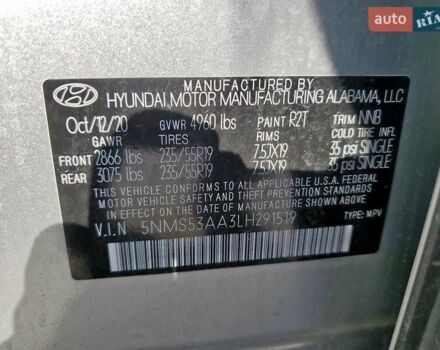 AUTO.RIA
MANUFACTURED BY
HYUNDAI MOTOR MANUFACTURING ALABAMA, LLC
Oct/12/20 GVWR 4960 lbs PAINT R2T TRIM NNB
GAWR TIRES RIMS COLD TIRE INFL
FRONT 2866 lbs 235/55R19 7.5JX19 35 psi SINGLE
REAR 3075 lbs 235/55R19 7.5JX19 35 psi SINGLE
THIS VEHICLE CONFORMS TO ALL APPLICABLE U.S.A. FEDERAL
MOTOR VEHICLE SAFETY STANDARDS IN EFFECT ON THE DATE OF
MANUFACTURE SHOWN ABOVE
V.I.N 5NMS53AA3LH291519 TYPE: MPV